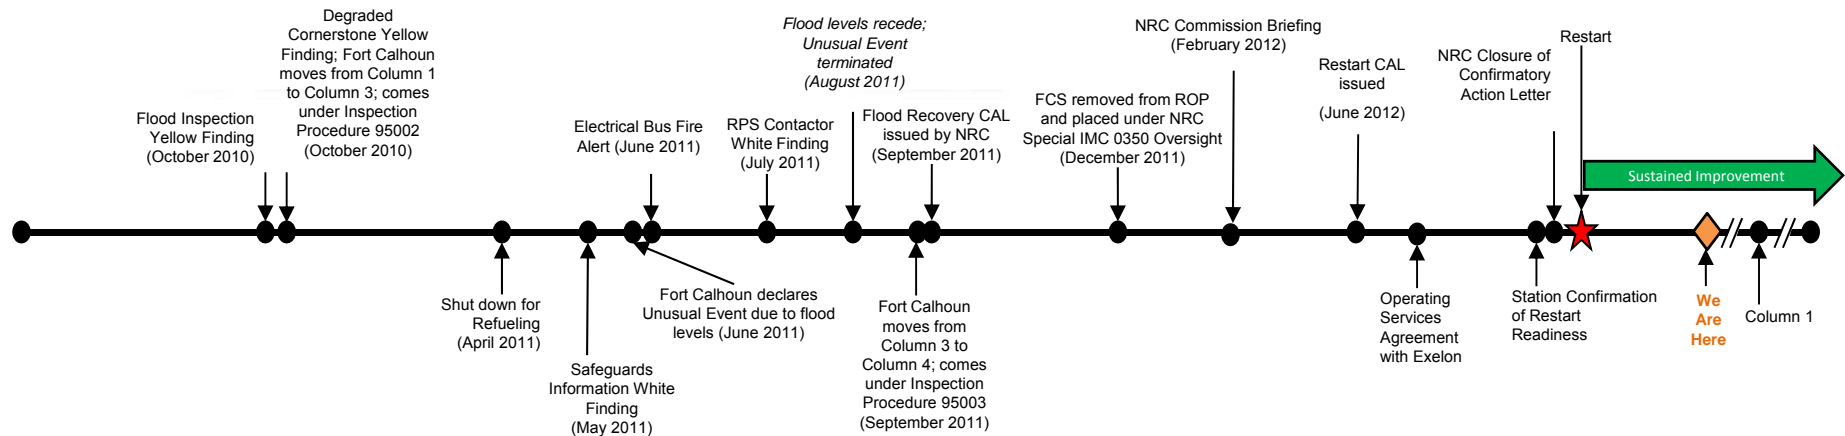 Flood Inspection
Yellow Finding
(October 2010)
Degraded
Cornerstone Yellow
Finding; Fort Calhoun
moves from Column 1
to Column 3; comes
under Inspection
Procedure 95002
(October 2010)
Shut down for
Refueling
(April 2011)
Safeguards
Information White
Finding
(May 2011)
Fort Calhoun declares
Unusual Event due to flood
levels (June 2011)
Electrical Bus Fire
Alert (June 2011)
RPS Contactor
White Finding
(July 2011)
Flood levels recede;
Unusual Event
terminated
(August 2011)
Fort Calhoun
moves from
Column 3 to
Column 4; comes
under Inspection
Procedure 95003
(September 2011)
Flood Recovery CAL
issued by NRC
(September 2011)
FCS removed from ROP
and placed under NRC
Special IMC 0350 Oversight
(December 2011)
NRC Commission Briefing
(February 2012)
Restart CAL
issued
(June 2012)
Operating
Services
Agreement
with Exelon
Station Confirmation
of Restart
Readiness
NRC Closure of
Confirmatory
Action Letter
Restart
Sustained Improvement
We
Are
Here
Column 1